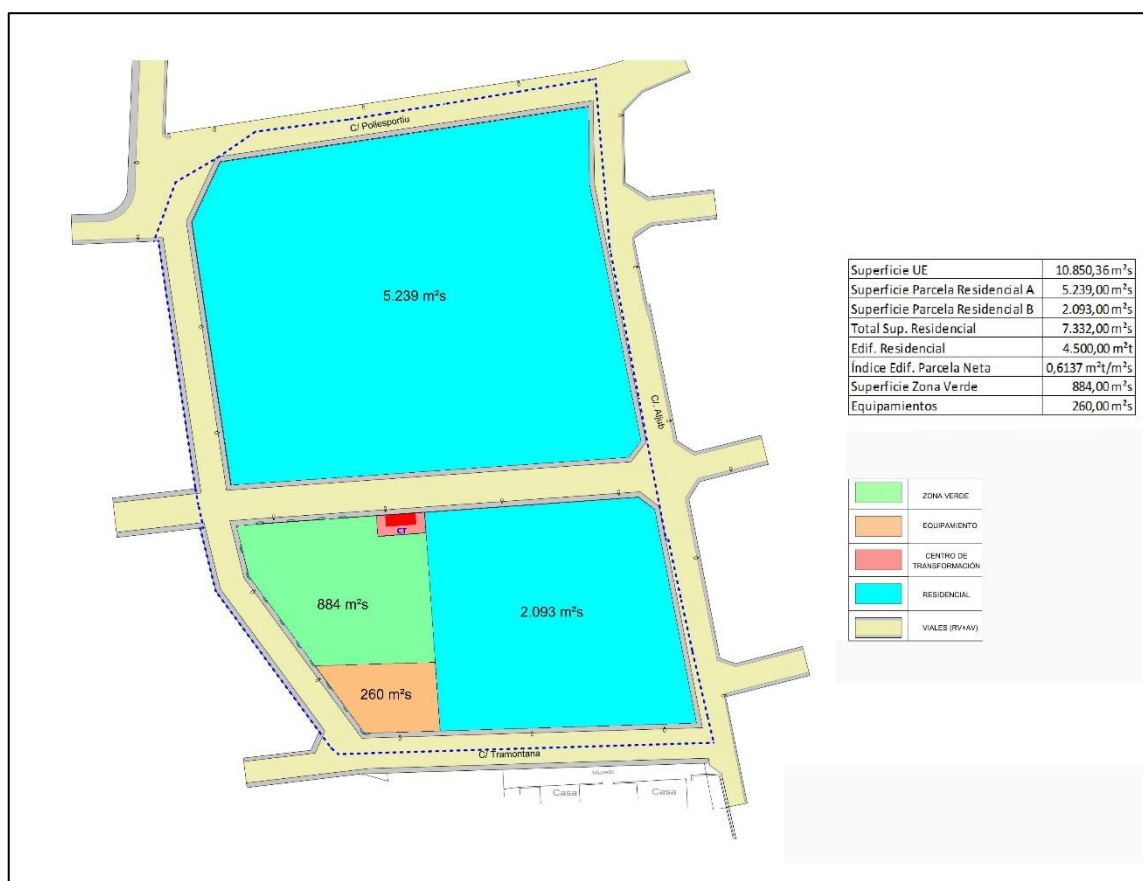 C/ Poliesportiu
5.239 m²s
C/. Aljub
CT
884 m²s
2.093 m²s
260 m²s
C/ Tramontana
Casa
Casa
Superficie UE 10.850,36 m²s
Superficie Parcela Residencial A 5.239,00 m²s
Superficie Parcela Residencial B 2.093,00 m²s
Total Sup. Residencial 7.332,00 m²s
Edif. Residencial 4.500,00 m²t
Índice Edif. Parcela Neta 0,6137 m²t/m²s
Superficie Zona Verde 884,00 m²s
Equipamientos 260,00 m²s
ZONA VERDE
EQUIPAMIENTO
CENTRO DE
TRANSFORMACIÓN
RESIDENCIAL
VIALES (RV+AV)